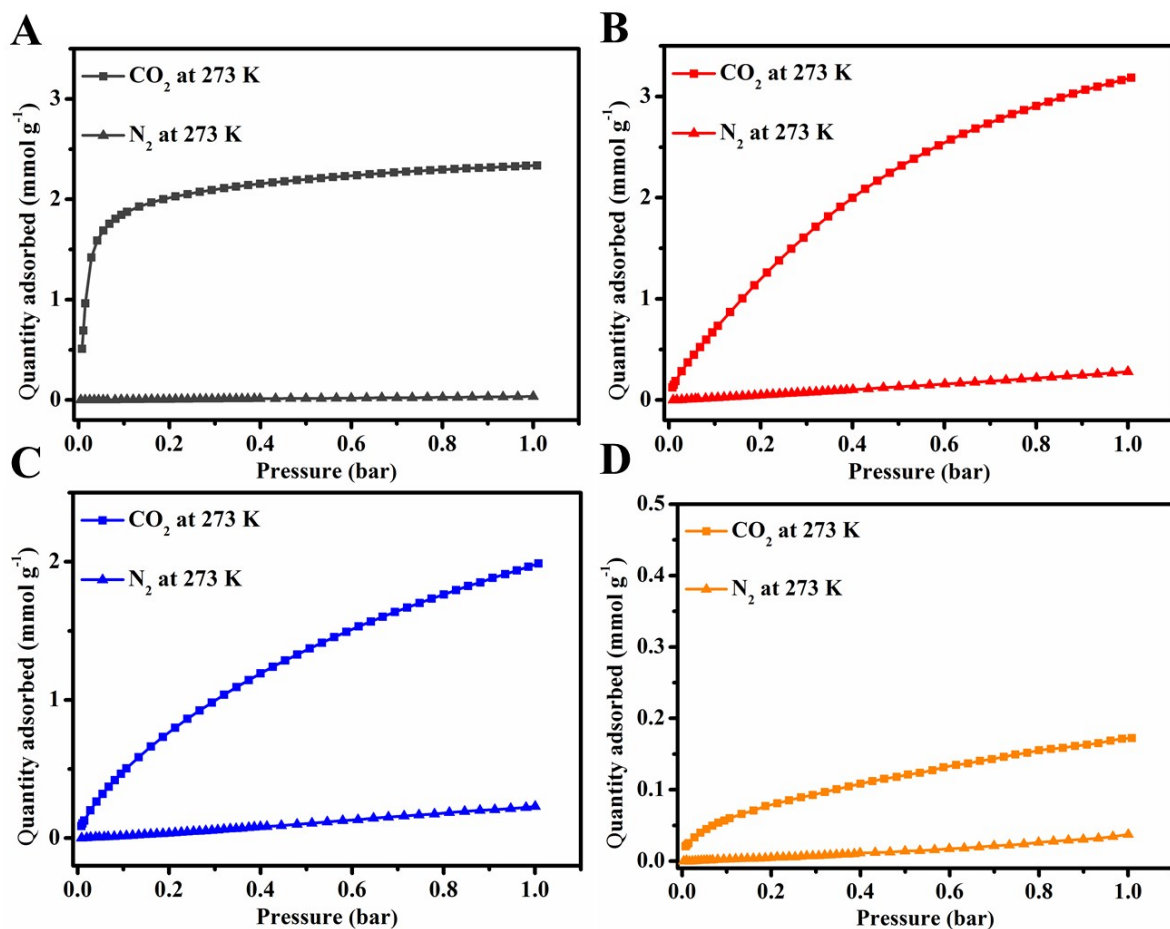 A
CO₂ at 273 K
N₂ at 273 K
Quantity adsorbed (mmol g⁻¹)
3
2
1
0
0.0 0.2 0.4 0.6 0.8 1.0
Pressure (bar)
B
CO₂ at 273 K
N₂ at 273 K
Quantity adsorbed (mmol g⁻¹)
3
2
1
0
0.0 0.2 0.4 0.6 0.8 1.0
Pressure (bar)
C
CO₂ at 273 K
N₂ at 273 K
Quantity adsorbed (mmol g⁻¹)
2
1
0
0.0 0.2 0.4 0.6 0.8 1.0
Pressure (bar)
D
CO₂ at 273 K
N₂ at 273 K
Quantity adsorbed (mmol g⁻¹)
0.5
0.4
0.3
0.2
0.1
0.0
0.0 0.2 0.4 0.6 0.8 1.0
Pressure (bar)